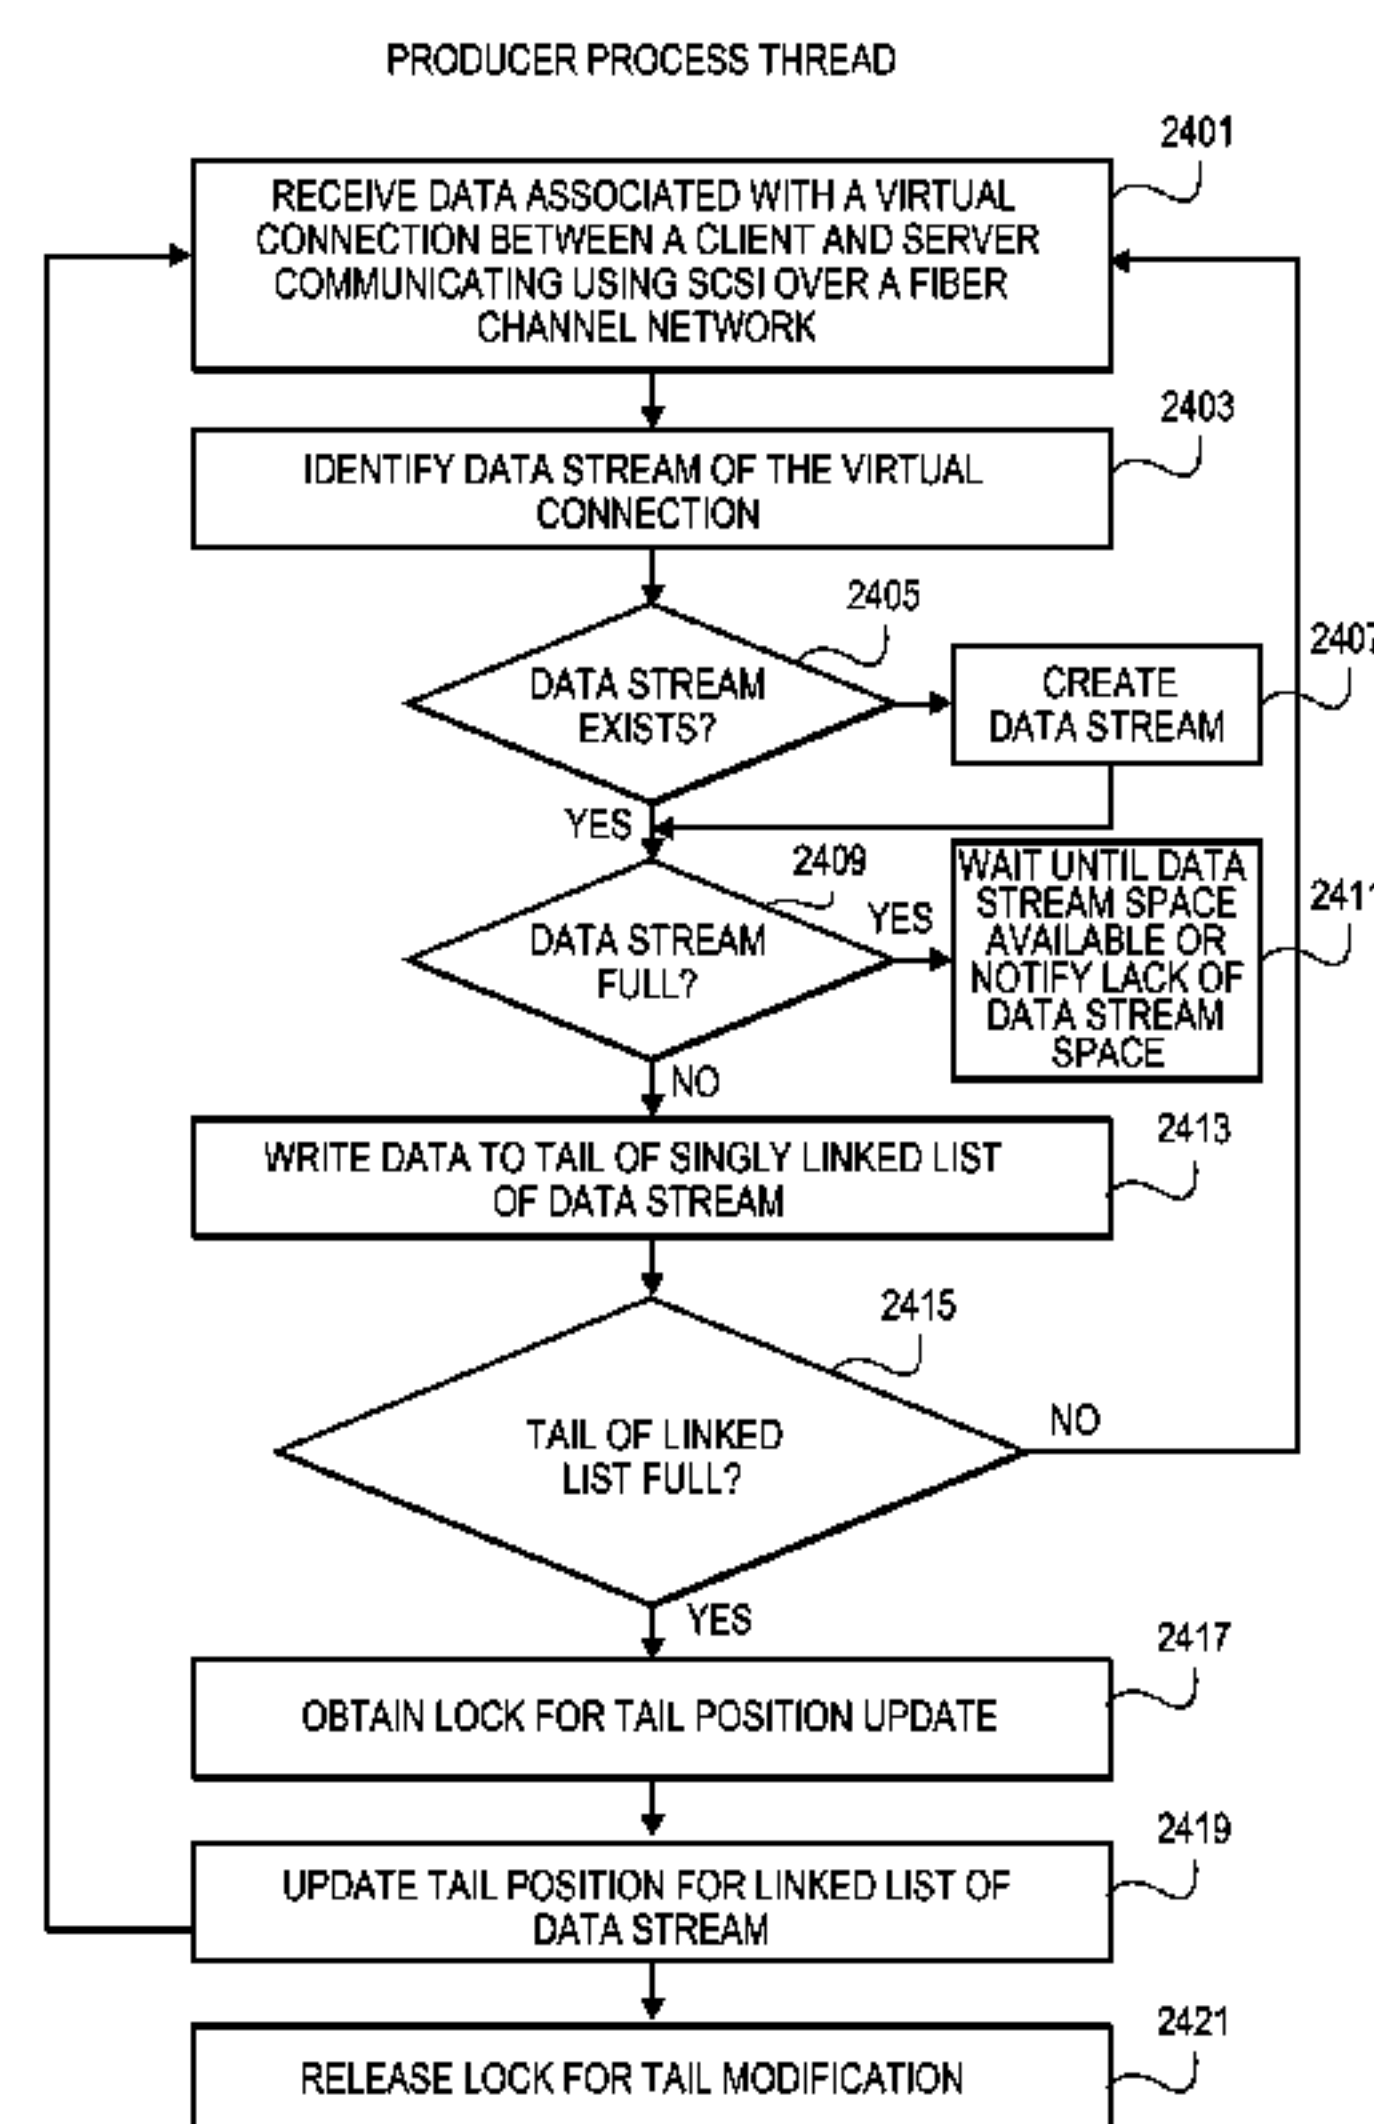 PRODUCER PROCESS THREAD
2401
RECEIVE DATA ASSOCIATED WITH A VIRTUAL
CONNECTION BETWEEN A CLIENT AND SERVER
COMMUNICATING USING SCSI OVER A FIBER
CHANNEL NETWORK
2403
IDENTIFY DATA STREAM OF THE VIRTUAL
CONNECTION
2405
DATA STREAM
EXISTS?
2407
CREATE
DATA STREAM
YES
2409
DATA STREAM
FULL?
YES
2411
WAIT UNTIL DATA
STREAM SPACE
AVAILABLE OR
NOTIFY LACK OF
DATA STREAM
SPACE
NO
2413
WRITE DATA TO TAIL OF SINGLY LINKED LIST
OF DATA STREAM
2415
TAIL OF LINKED
LIST FULL?
NO
YES
2417
OBTAIN LOCK FOR TAIL POSITION UPDATE
2419
UPDATE TAIL POSITION FOR LINKED LIST OF
DATA STREAM
2421
RELEASE LOCK FOR TAIL MODIFICATION